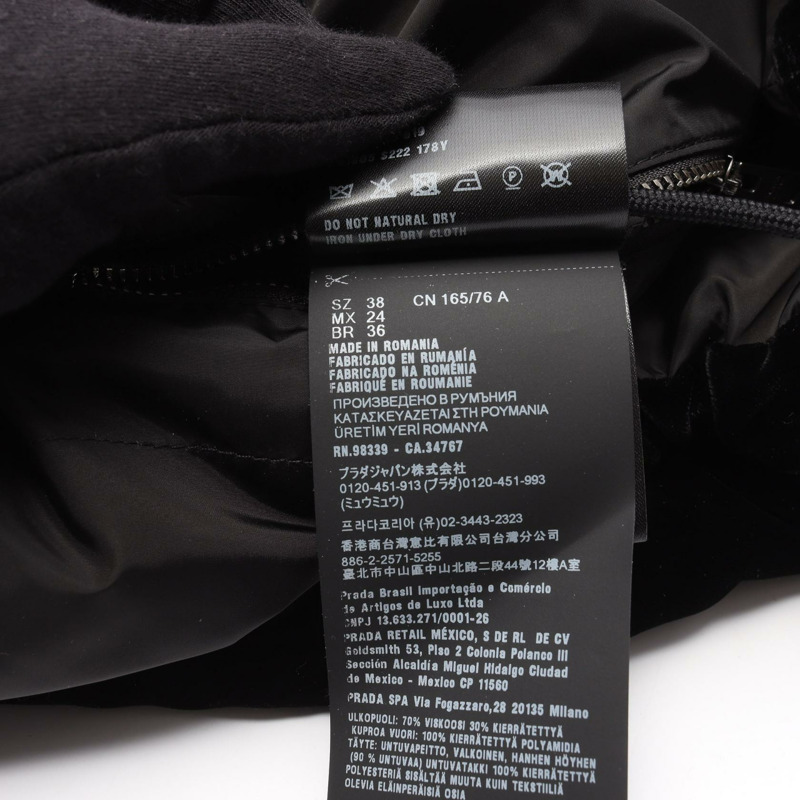 9222 178Y
DO NOT NATURAL DRY
IRON UNDER DRY CLOTH
SZ 38 CN 165/76 A
MX 24
BR 36
MADE IN ROMANIA
FABRICADO EN RUMANÍA
FABRICADO NA ROMÊNIA
FABRIQUÉ EN ROUMANIE
ПРОИЗВЕДЕНО В РУМЪНИЯ
ΚΑΤΑΣΚΕΥΑΖΕΤΑΙ ΣΤΗ ΡΟΥΜΑΝΙΑ
ÜRETİM YERİ ROMANYA
RN.98339 - CA.34767
プラダジャパン株式会社
0120-451-913 (プラダ)0120-451-993
(ミュウミュウ)
프라다코리아 (유)02-3443-2323
香港商台灣意比有限公司台灣分公司
886-2-2571-5255
臺北市中山區中山北路二段44號12樓A室
Prada Brasil Importação e Comércio
de Artigos de Luxo Ltda
CNPJ 13.633.271/0001-26
PRADA RETAIL MÉXICO, S DE RL DE CV
Goldsmith 53, Piso 2 Colonia Polanco III
Sección Alcaldía Miguel Hidalgo Ciudad
de Mexico - Mexico CP 11560
PRADA SPA Via Fogazzaro,28 20135 Milano
ULKOPUOLI: 70% VISKOOSI 30% KIERRÄTETTYÄ
KUPROA VUORI: 100% KIERRÄTETTYÄ POLYAMIDIA
TÄYTE: UNTUVAPEITTO, VALKOINEN, HANHEN HÖYHEN
(90 % UNTUVAA) UNTUVATAKKI 100% KIERRÄTETTYÄ
POLYESTERIÄ SISÄLTÄÄ MUUTA KUIN TEKSTIILIÄ
OLEVIA ELÄINPERÄISIÄ OSIA